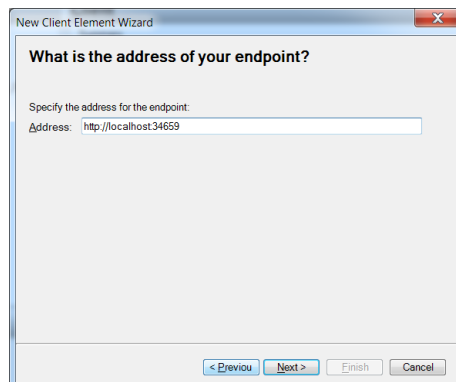 New Client Element Wizard
X
What is the address of your endpoint?
Specify the address for the endpoint:
Address: http://localhost:34659
< Previou Next > Finish Cancel